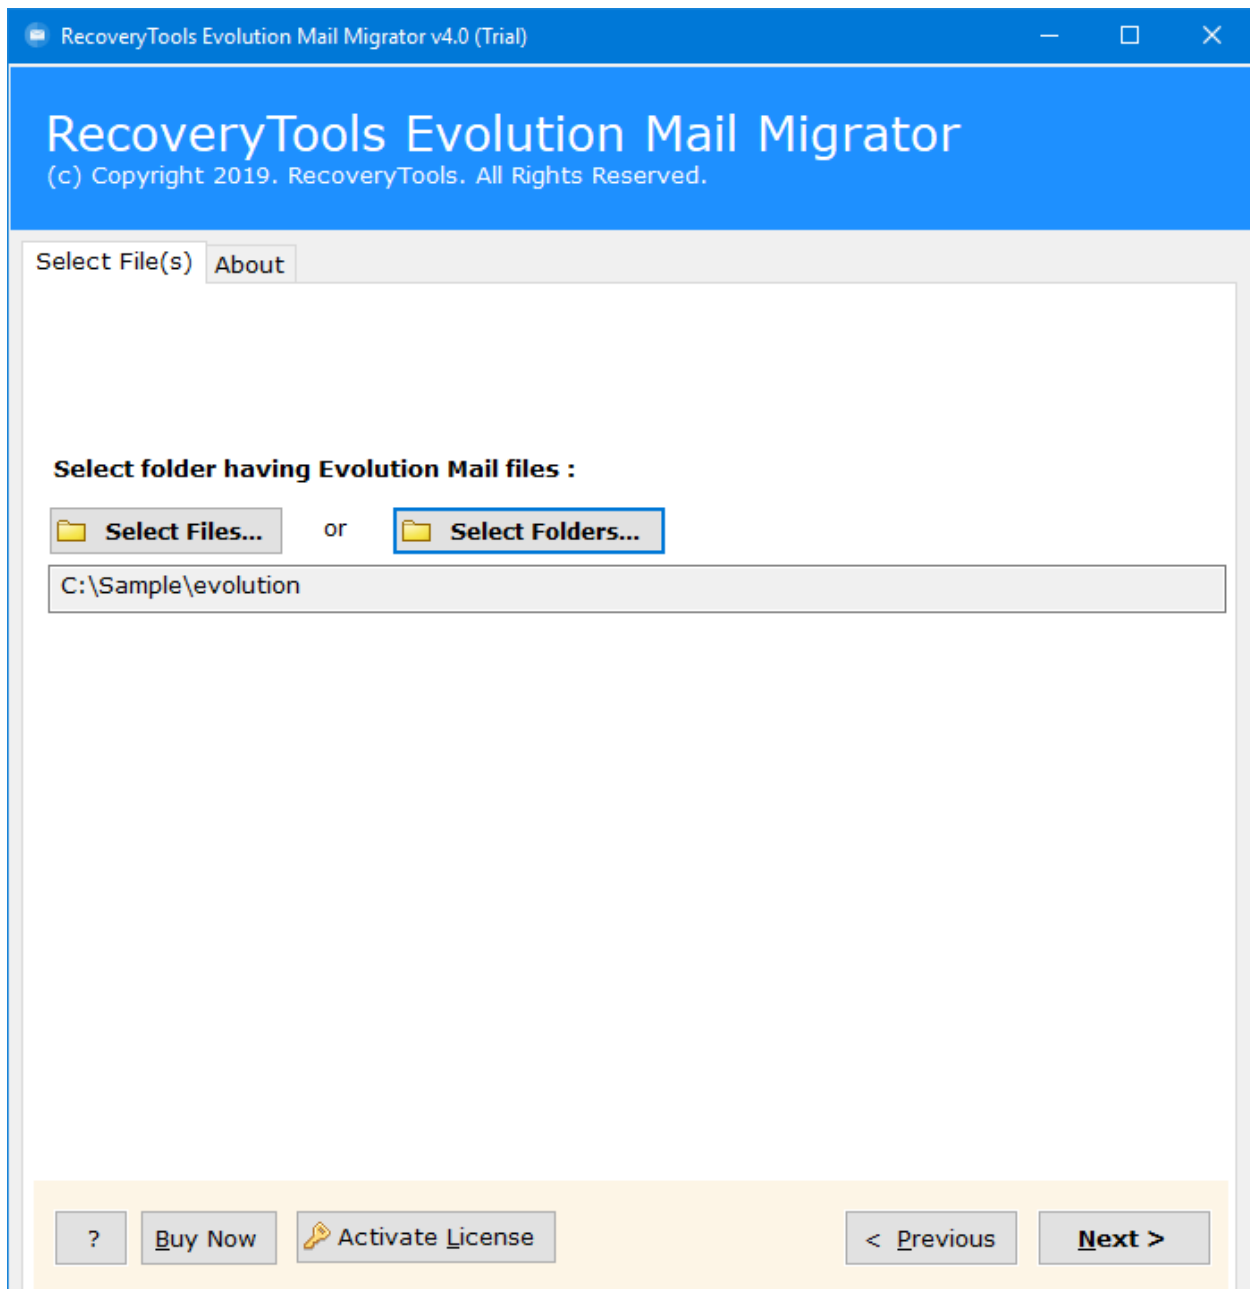 RecoveryTools Evolution Mail Migrator v4.0 (Trial)
RecoveryTools Evolution Mail Migrator
(c) Copyright 2019. RecoveryTools. All Rights Reserved.
Select File(s) About
Select folder having Evolution Mail files :
Select Files... or Select Folders...
C:\Sample\evolution
? Buy Now Activate License < Previous Next >